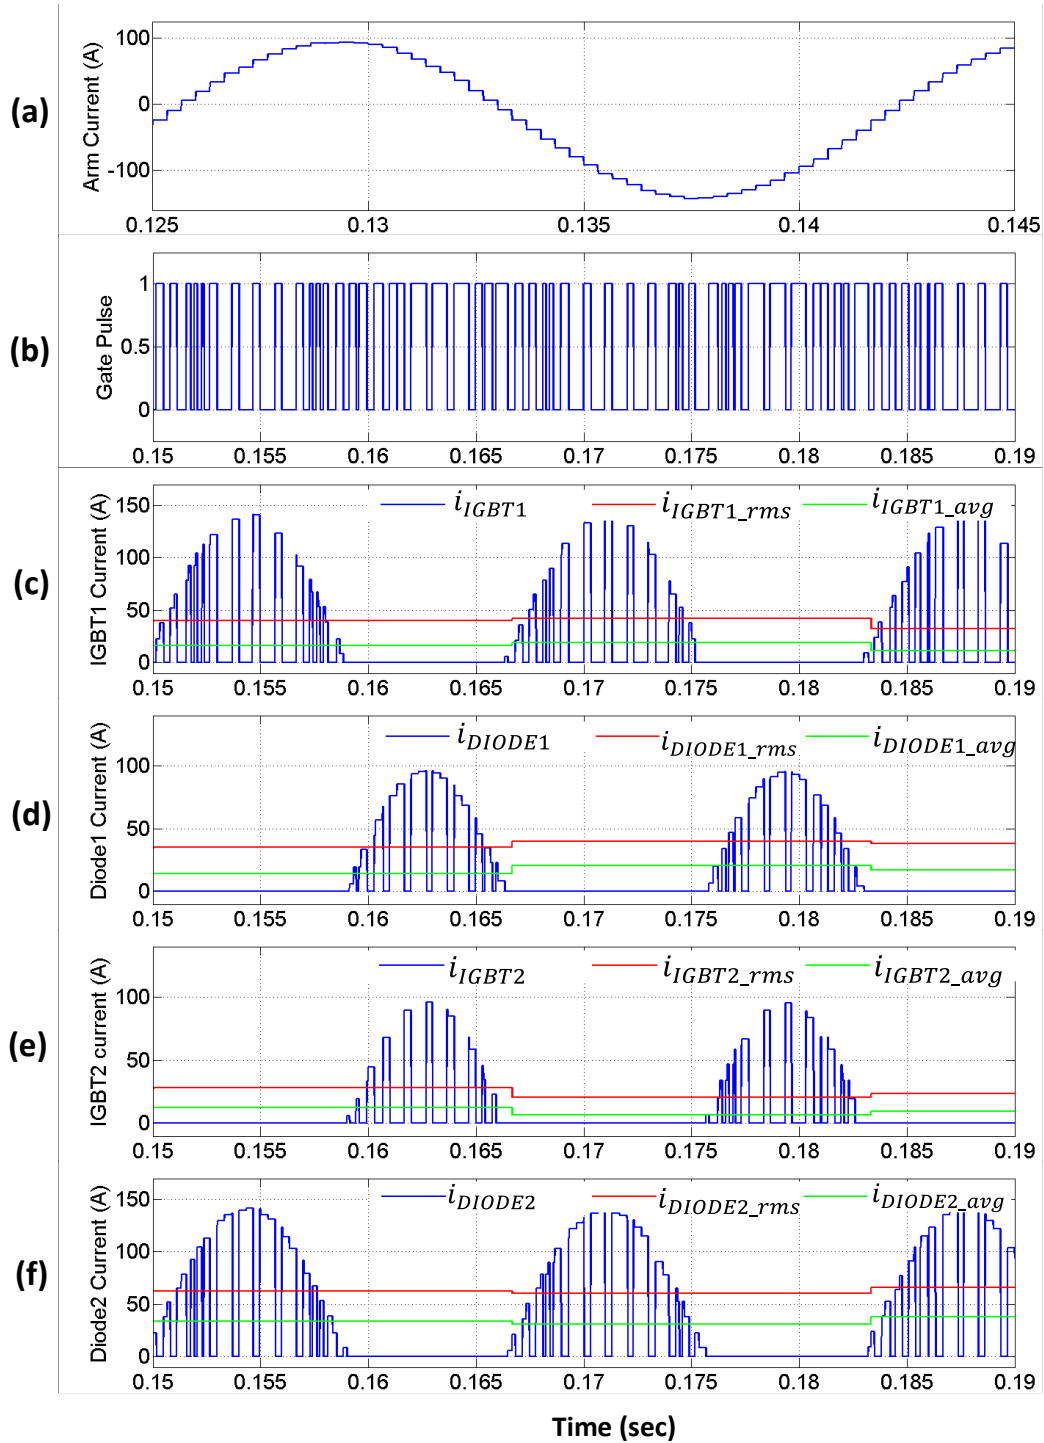 (a)
Arm Current (A)
100
0
-100
0.125 0.13 0.135 0.14 0.145
(b)
Gate Pulse
1
0.5
0
0.15 0.155 0.16 0.165 0.17 0.175 0.18 0.185 0.19
(c)
IGBT1 Current (A)
150
100
50
0
i_IGBT1 i_IGBT1_rms i_IGBT1_avg
0.15 0.155 0.16 0.165 0.17 0.175 0.18 0.185 0.19
(d)
Diode1 Current (A)
100
50
0
i_DIODE1 i_DIODE1_rms i_DIODE1_avg
0.15 0.155 0.16 0.165 0.17 0.175 0.18 0.185 0.19
(e)
IGBT2 current (A)
100
50
0
i_IGBT2 i_IGBT2_rms i_IGBT2_avg
0.15 0.155 0.16 0.165 0.17 0.175 0.18 0.185 0.19
(f)
Diode2 Current (A)
150
100
50
0
i_DIODE2 i_DIODE2_rms i_DIODE2_avg
0.15 0.155 0.16 0.165 0.17 0.175 0.18 0.185 0.19
Time (sec)